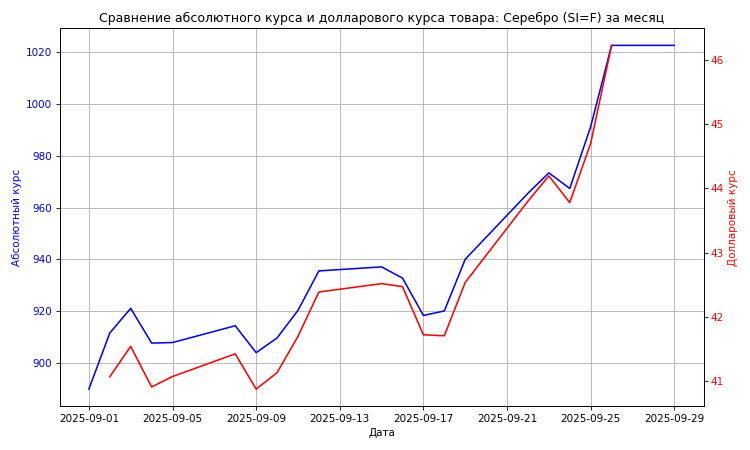 Сравнение абсолютного курса и долларового курса товара: Серебро (SI=F) за месяц
Абсолютный курс
1020
1000
980
960
940
920
900
46
45
44
43
42
41
Долларовый курс
2025-09-01 2025-09-05 2025-09-09 2025-09-13 2025-09-17 2025-09-21 2025-09-25 2025-09-29
Дата